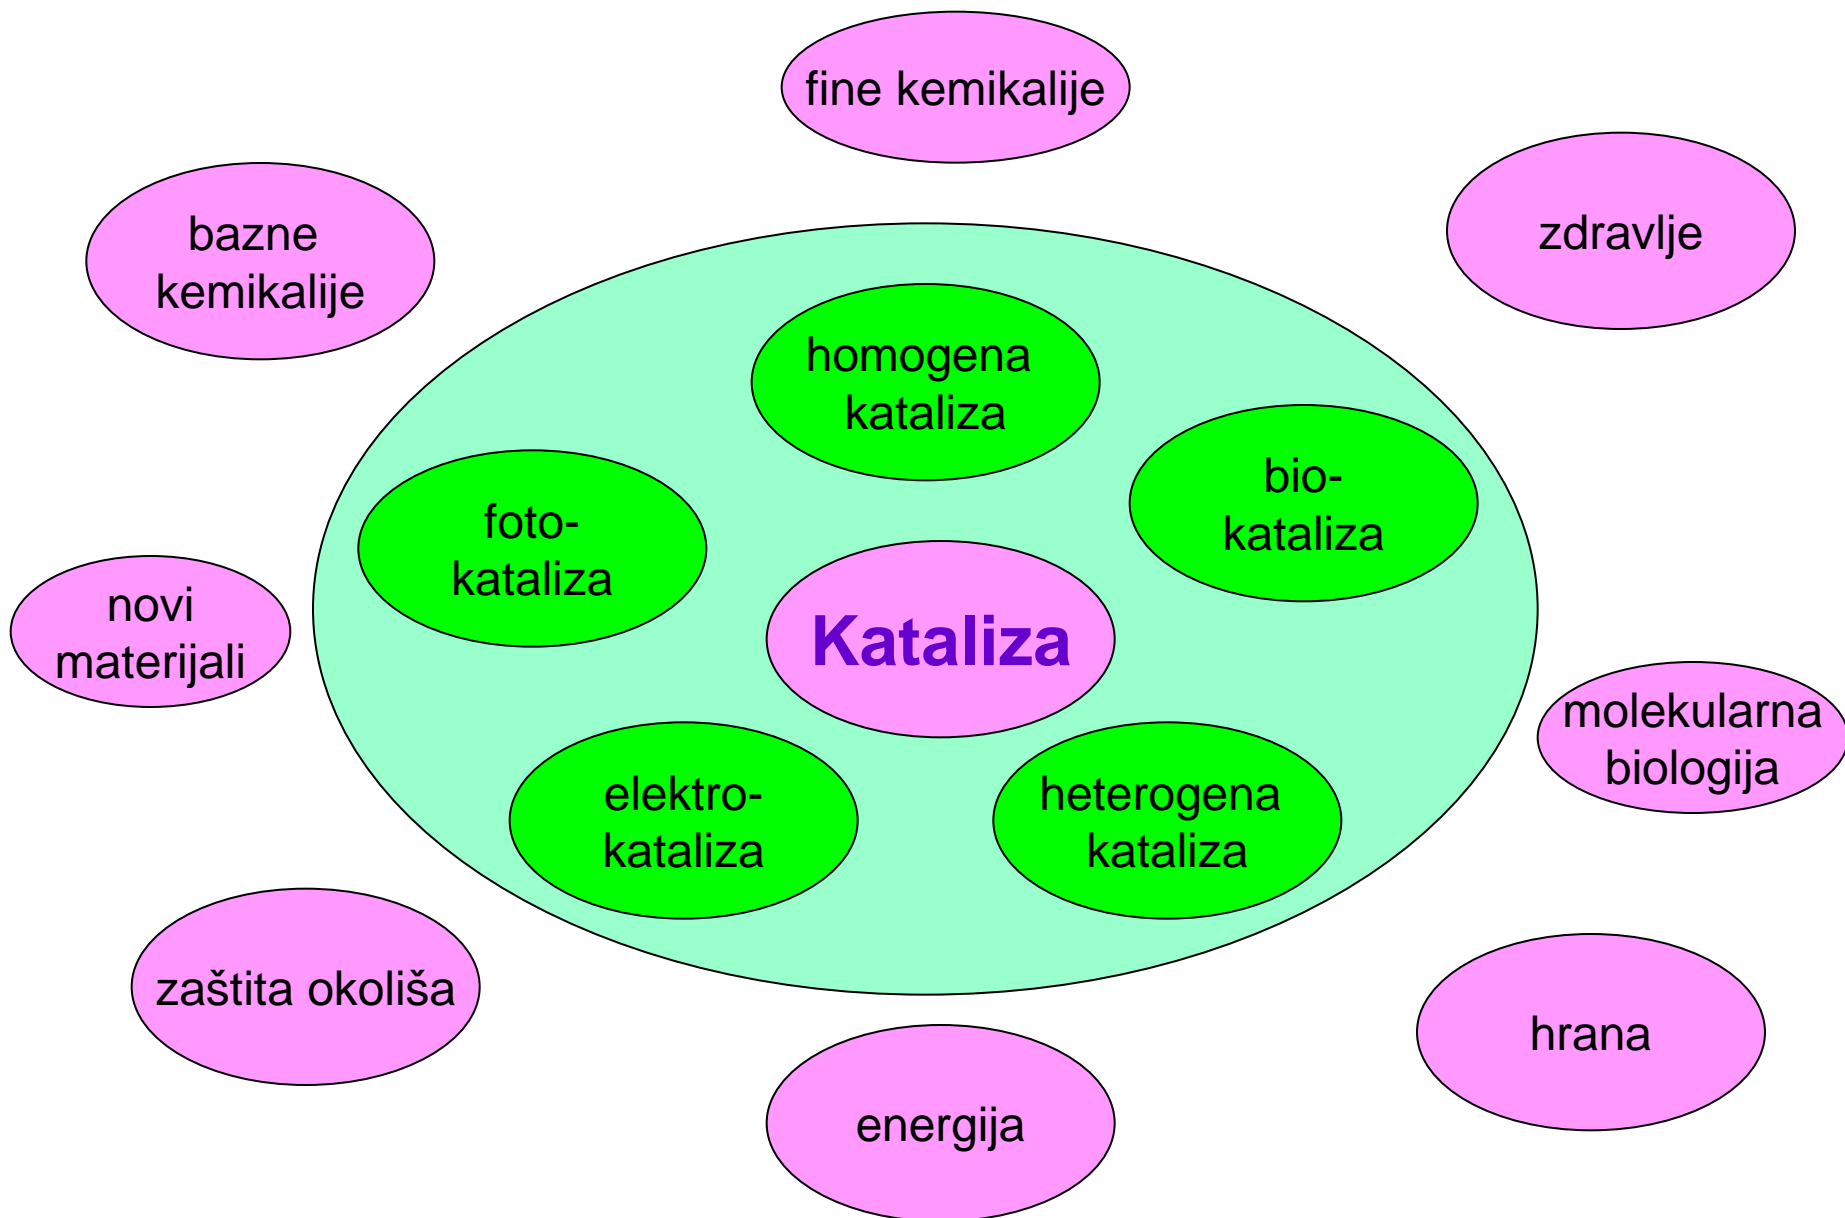 fine kemikalije
bazne
kemikalije
zdravlje
homogena
kataliza
bio-
kataliza
foto-
kataliza
novi
materijali
Kataliza
molekularna
biologija
elektro-
kataliza
heterogena
kataliza
zaštita okoliša
hrana
energija